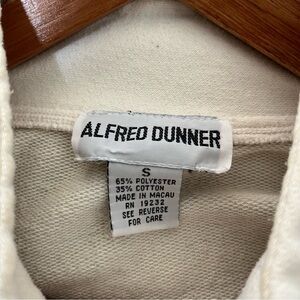 ALFRED DUNNER
S
65% POLYESTER
35% COTTON
MADE IN MACAU
RN 19232
SEE REVERSE
FOR CARE